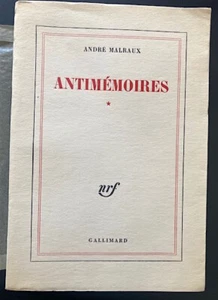 ANDRÉ MALRAUX
ANTIMÉMOIRES
*
nrf
GALLIMARD